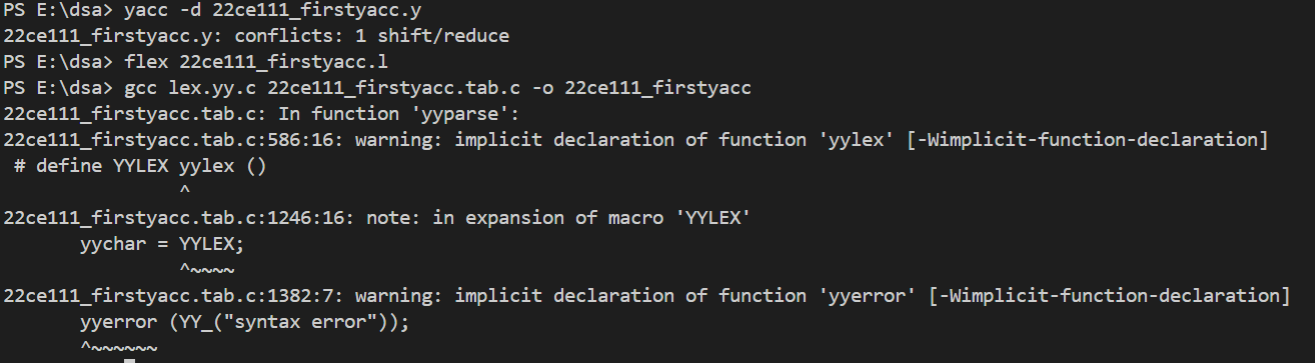 PS E:\dsa> yacc -d 22ce111_firstyacc.y
22ce111_firstyacc.y: conflicts: 1 shift/reduce
PS E:\dsa> flex 22ce111_firstyacc.l
PS E:\dsa> gcc lex.yy.c 22ce111_firstyacc.tab.c -o 22ce111_firstyacc
22ce111_firstyacc.tab.c: In function 'yyparse':
22ce111_firstyacc.tab.c:586:16: warning: implicit declaration of function 'yylex' [-Wimplicit-function-declaration]
 # define YYLEX yylex ()
                ^
22ce111_firstyacc.tab.c:1246:16: note: in expansion of macro 'YYLEX'
       yychar = YYLEX;
                ^~~~~
22ce111_firstyacc.tab.c:1382:7: warning: implicit declaration of function 'yyerror' [-Wimplicit-function-declaration]
       yyerror (YY_("syntax error"));
       ^~~~~~~